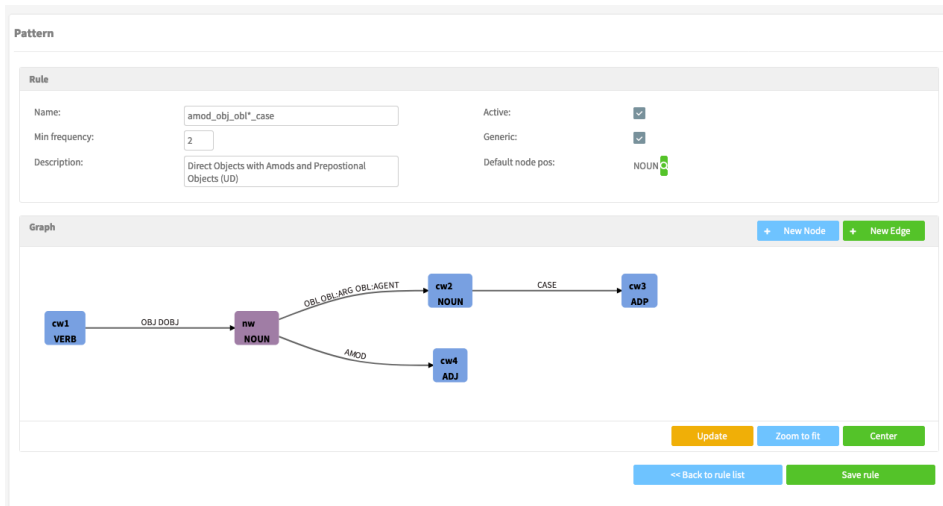 Pattern
Rule
Name: amod_obj_obl*_case Active:
Min frequency: 2 Generic:
Description: Direct Objects with Amods and Prepostional Objects (UD) Default node pos: NOUN
Graph + New Node + New Edge
cw1
VERB
OBJ DOBJ
nw
NOUN
OBL OBL:ARG OBL:AGENT
cw2
NOUN
CASE
cw3
ADP
AMOD
cw4
ADJ
Update Zoom to fit Center
<< Back to rule list Save rule